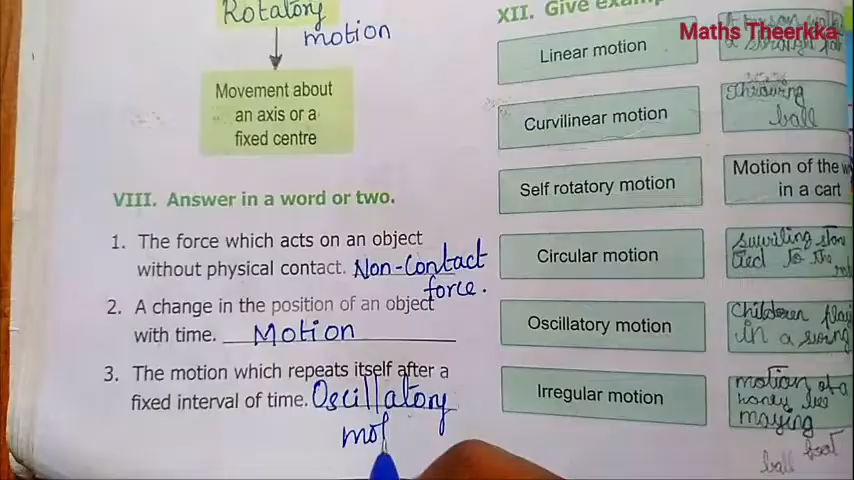 Rotatory
motion
Movement about
an axis or a
fixed centre
VIII. Answer in a word or two.
1. The force which acts on an object
without physical contact. Non-Contact
force.
2. A change in the position of an object
with time. Motion
3. The motion which repeats itself after a
fixed interval of time. Oscillatory
mot
XII. Give examp
Maths Theerkka
Linear motion
Curvilinear motion
Throwing
ball
Self rotatory motion
Motion of the
in a cart
Circular motion
tied to the
Oscillatory motion
Children play
in a swing
Irregular motion
motion of a
honey bee
ball